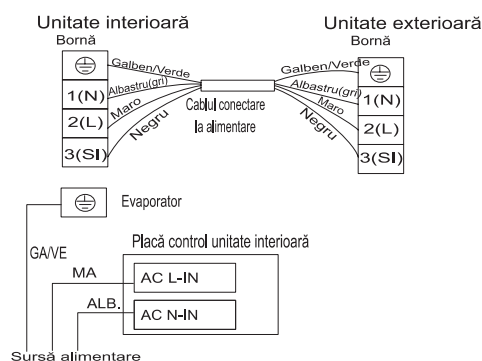 Unitate interioară
Unitate exterioară
Bornă
Bornă
Galben/Verde
Galben/Verde
1(N)
Albastru(gri)
Albastru(gri)
1(N)
2(L)
Maro
Cablul conectare
la alimentare
Maro
2(L)
3(SI)
Negru
Negru
3(SI)
Evaporator
GA/VE
Placă control unitate interioară
MA
AC L-IN
ALB.
AC N-IN
Sursă alimentare